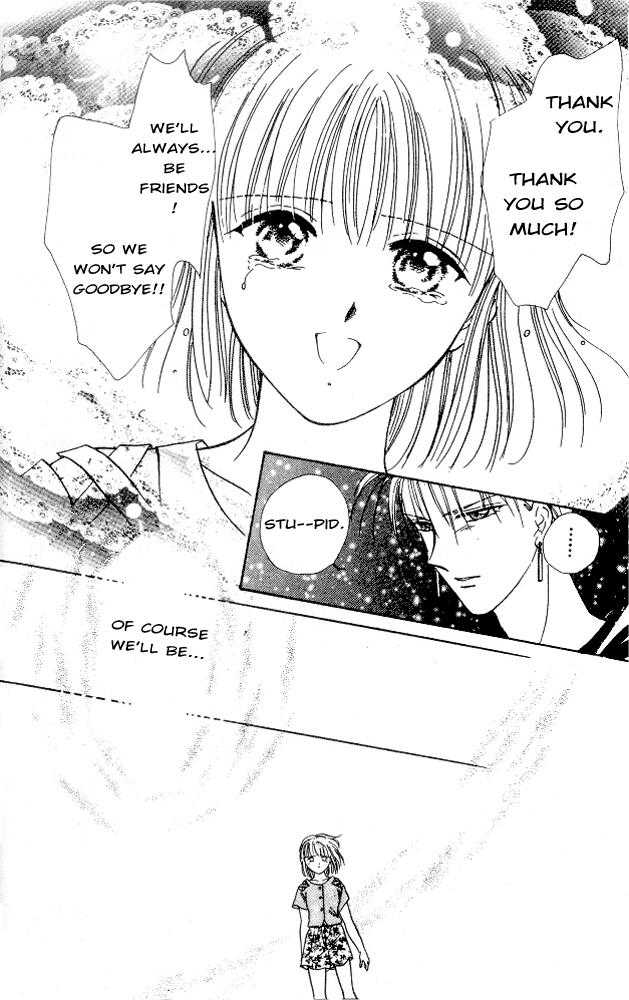 THANK
YOU.
THANK
YOU SO
MUCH!
WE'LL
ALWAYS...
BE
FRIENDS
!
SO WE
WON'T SAY
GOODBYE!!
......
STU--PID.
OF COURSE
WE'LL BE...